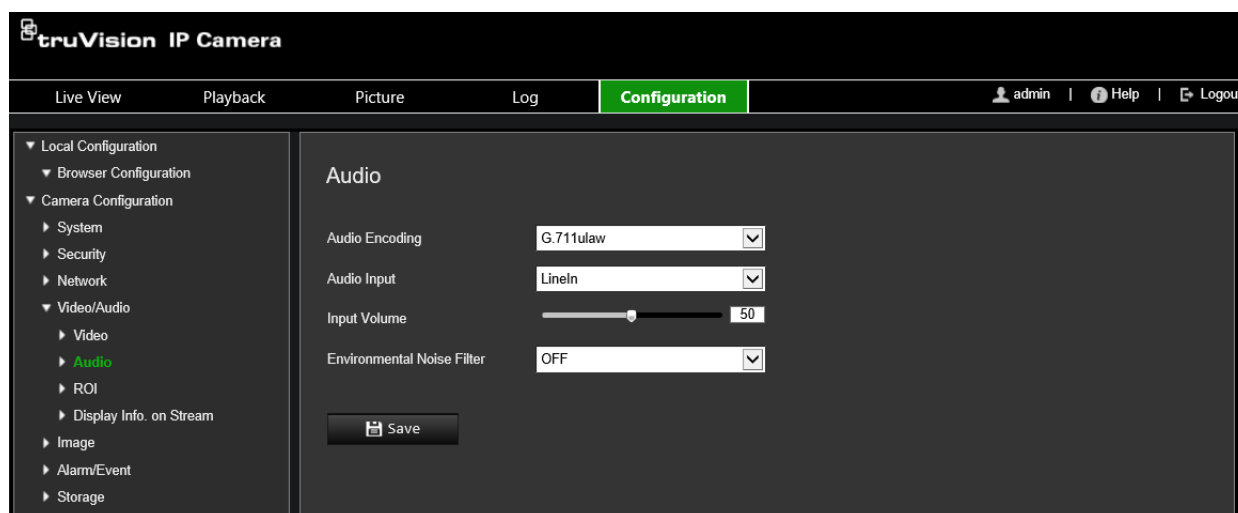 truVision IP Camera
Live View Playback Picture Log Configuration admin | Help | Logou
Local Configuration
Browser Configuration
Camera Configuration
System
Security
Network
Video/Audio
Video
Audio
ROI
Display Info. on Stream
Image
Alarm/Event
Storage
Audio
Audio Encoding G.711ulaw
Audio Input LineIn
Input Volume 50
Environmental Noise Filter OFF
Save